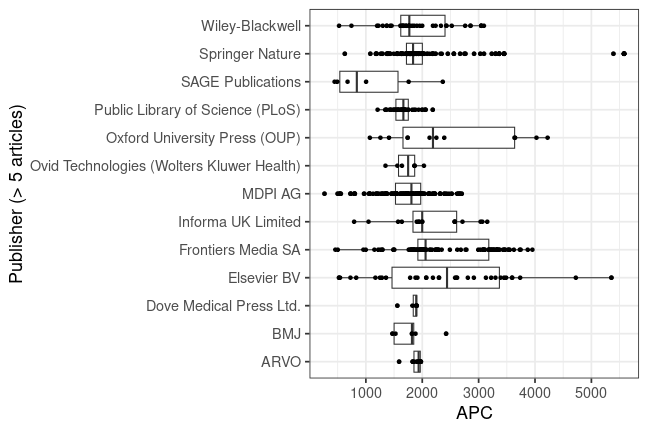 Wiley-Blackwell
Springer Nature
SAGE Publications
Public Library of Science (PLoS)
Oxford University Press (OUP)
Ovid Technologies (Wolters Kluwer Health)
MDPI AG
Informa UK Limited
Frontiers Media SA
Elsevier BV
Dove Medical Press Ltd.
BMJ
ARVO
Publisher (> 5 articles)
1000 2000 3000 4000 5000
APC